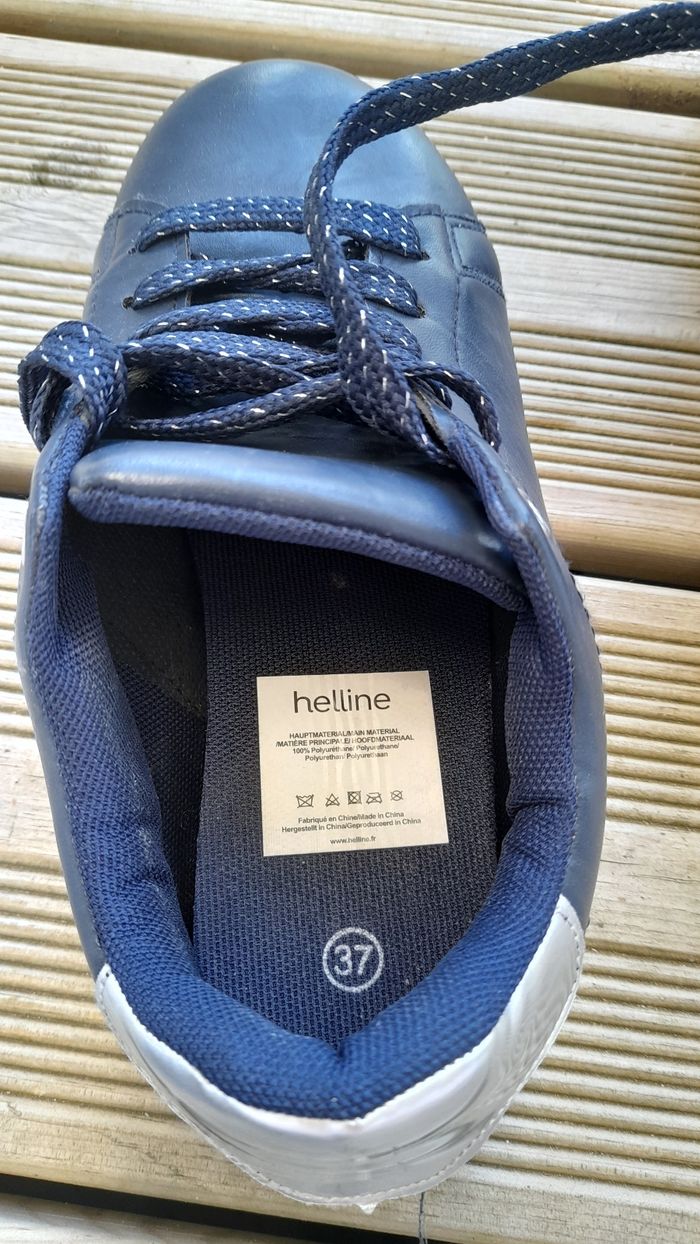 helline
HAUPTMATERIAL/MAIN MATERIAL
/MATIÈRE PRINCIPALE/HOOFDMATERIAAL
100% Polyuréthane/ Polyurethane/
Polyurethan/ Polyurethaan
Fabriqué en Chine/Made in China
Hergestellt in China/Geproduceerd in China
www.helline.fr
37